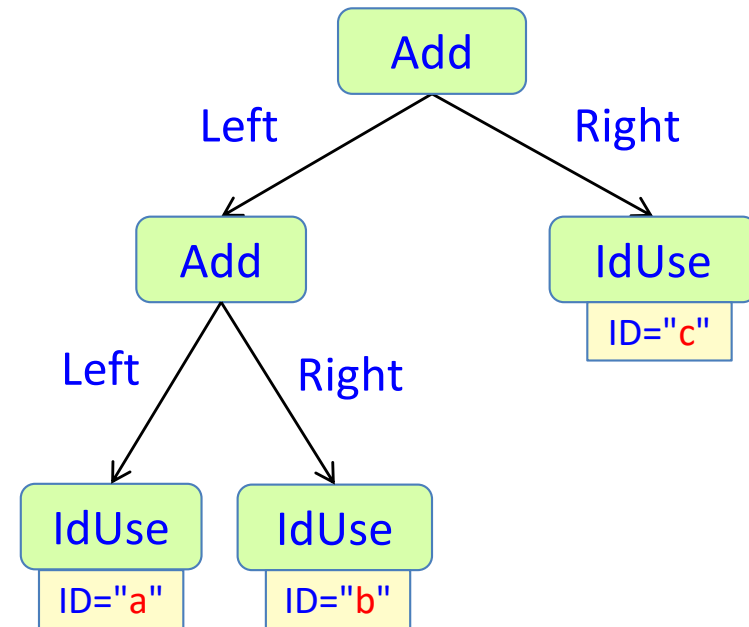 Add
Left
Right
Add
IdUse
ID="c"
Left
Right
IdUse
IdUse
ID="a"
ID="b"